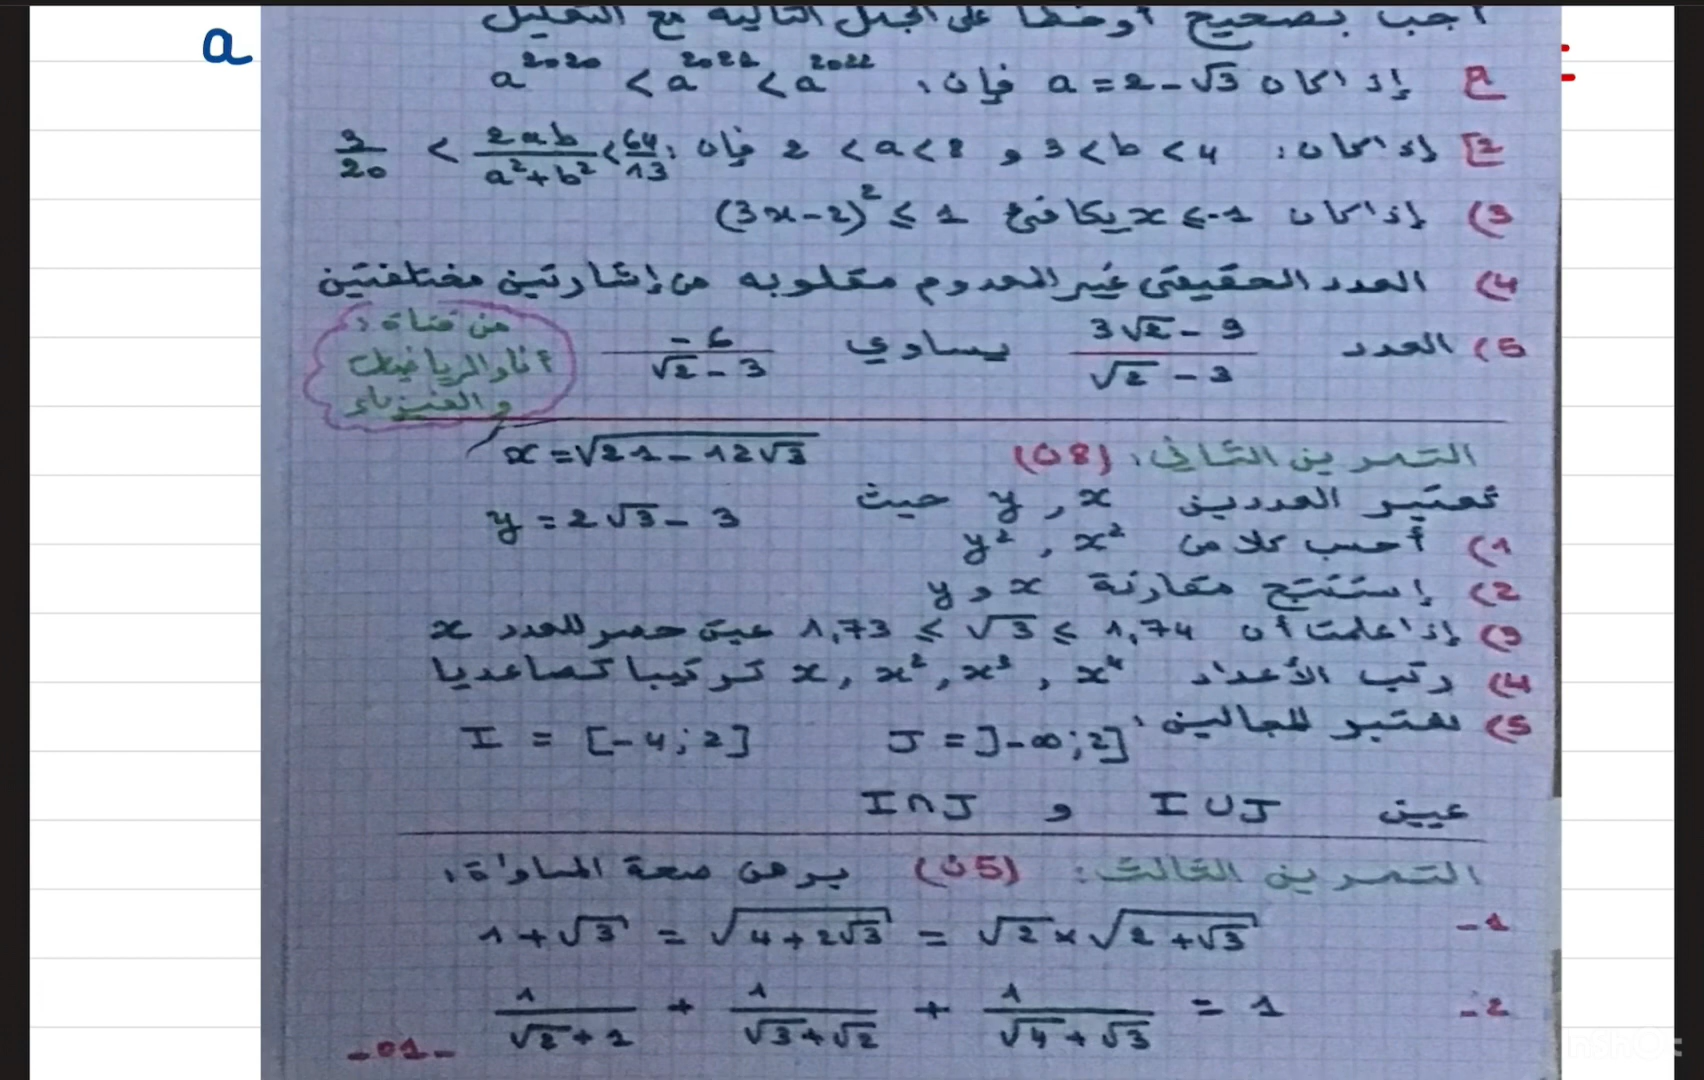 a
أجب بصحيح أو خطأ على الجمل التالية مع التعليل
1) إذا كان a = 2 - √3 فإن: a^2020 < a^2021 < a^2022
2) إذا كان: 3 < b < 4 و 2 < a < 8 فإن: 3/20 < 2ab/(a²+b²) < 64/13
3) إذا كان x ≤ -1 يكافئ (3x-2)² ≤ 1
4) العدد الحقيقي غير المعدوم مقلوبه من إشارتين مختلفتين
5) العدد (3√2 - 9)/(√2 - 3) يساوي -6/(√2 - 3)
من قناة:
أنا والرياضيات
والفيزياء
التمرين الثاني: (08ن)
x = √(21 - 12√3)
نعتبر العددين x , y حيث
y = 2√3 - 3
1) أحسب كلا من x² , y²
2) إستنتج مقارنة x و y
3) إذا علمت أن 1,73 ≤ √3 ≤ 1,74 عين حصر للعدد x
4) رتب الأعداد x, x², x³, x⁴ تركيبا تصاعديا
5) نعتبر المجالين:
I = [-4;2] J = ]-∞;2]
عيين I∪J و I∩J
التمرين الثالث: (05ن) برهن صحة المساواة:
1- 1 + √3 = √(4+2√3) = √2 × √(2+√3)
2- 1/(√2+1) + 1/(√3+√2) + 1/(√4+√3) = 1
-01-